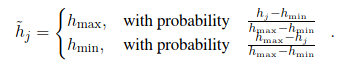 h̃_j = { h_max, with probability (h_j − h_min)/(h_max − h_min)
h_min, with probability (h_max − h_j)/(h_max − h_min) .